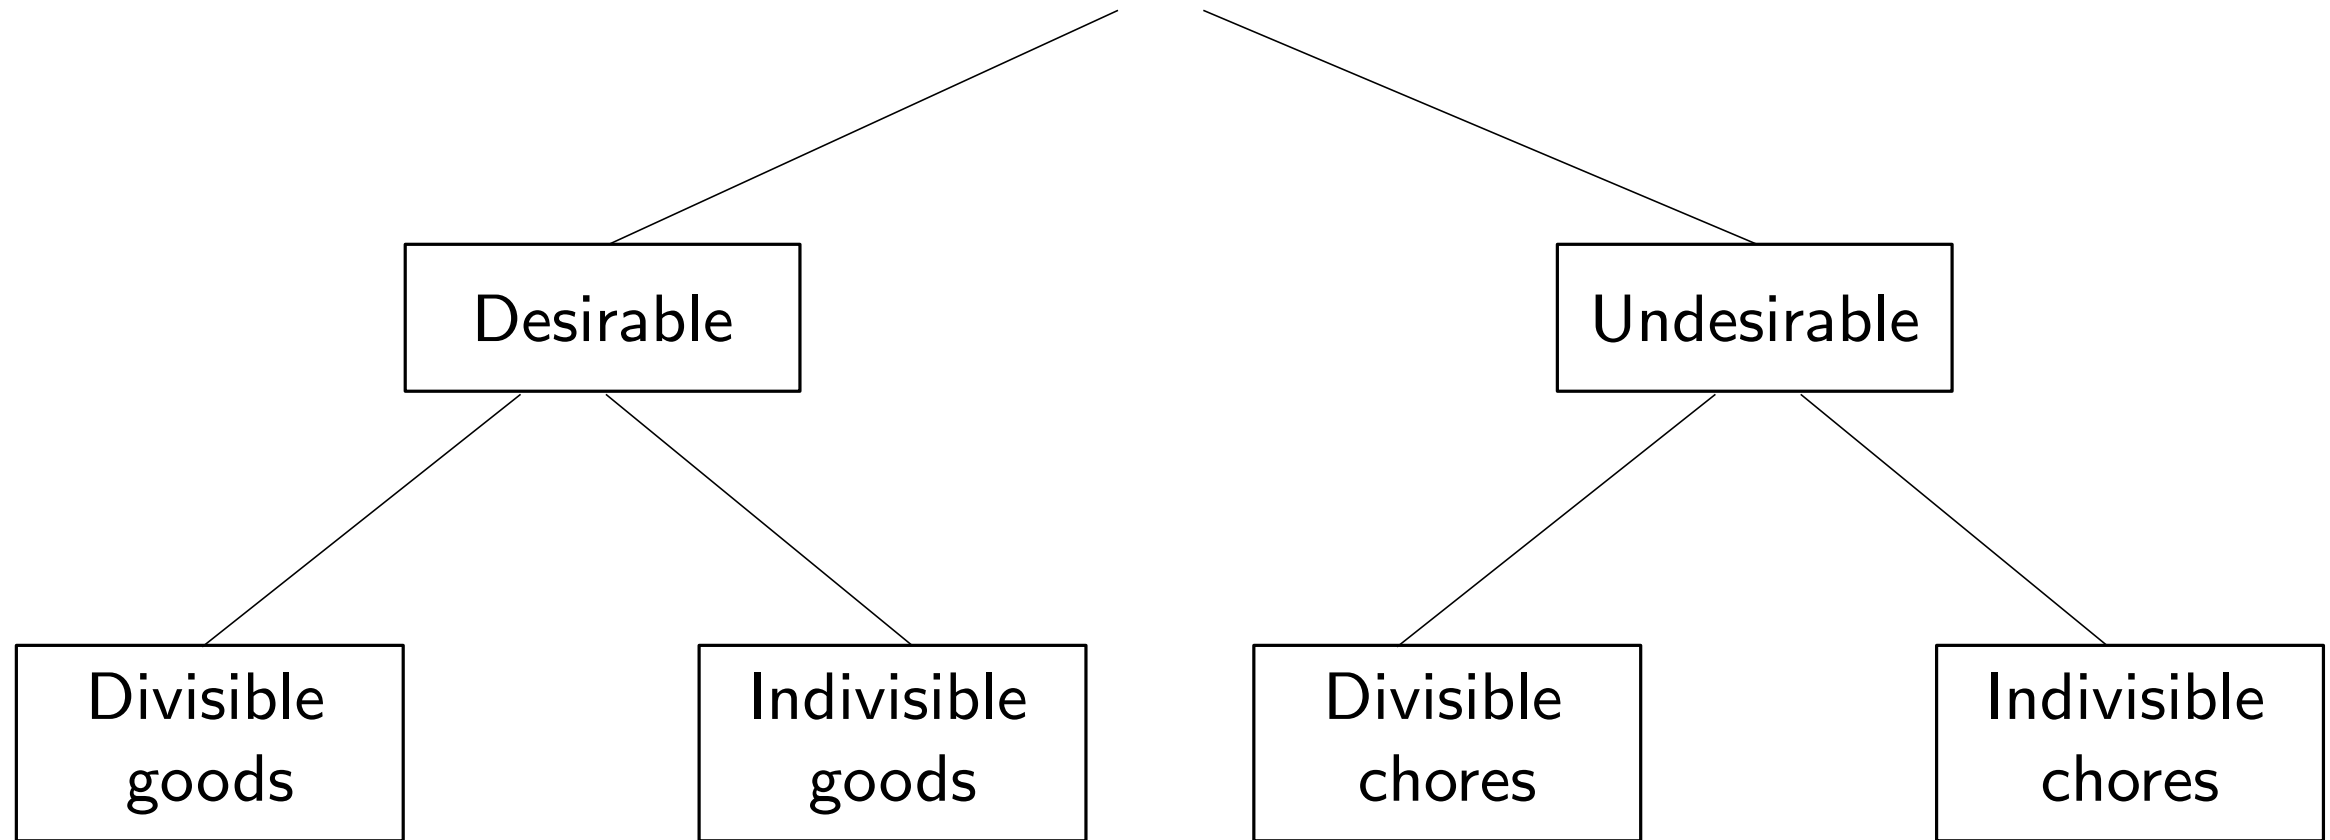 Desirable
Undesirable
Divisible
goods
Indivisible
goods
Divisible
chores
Indivisible
chores